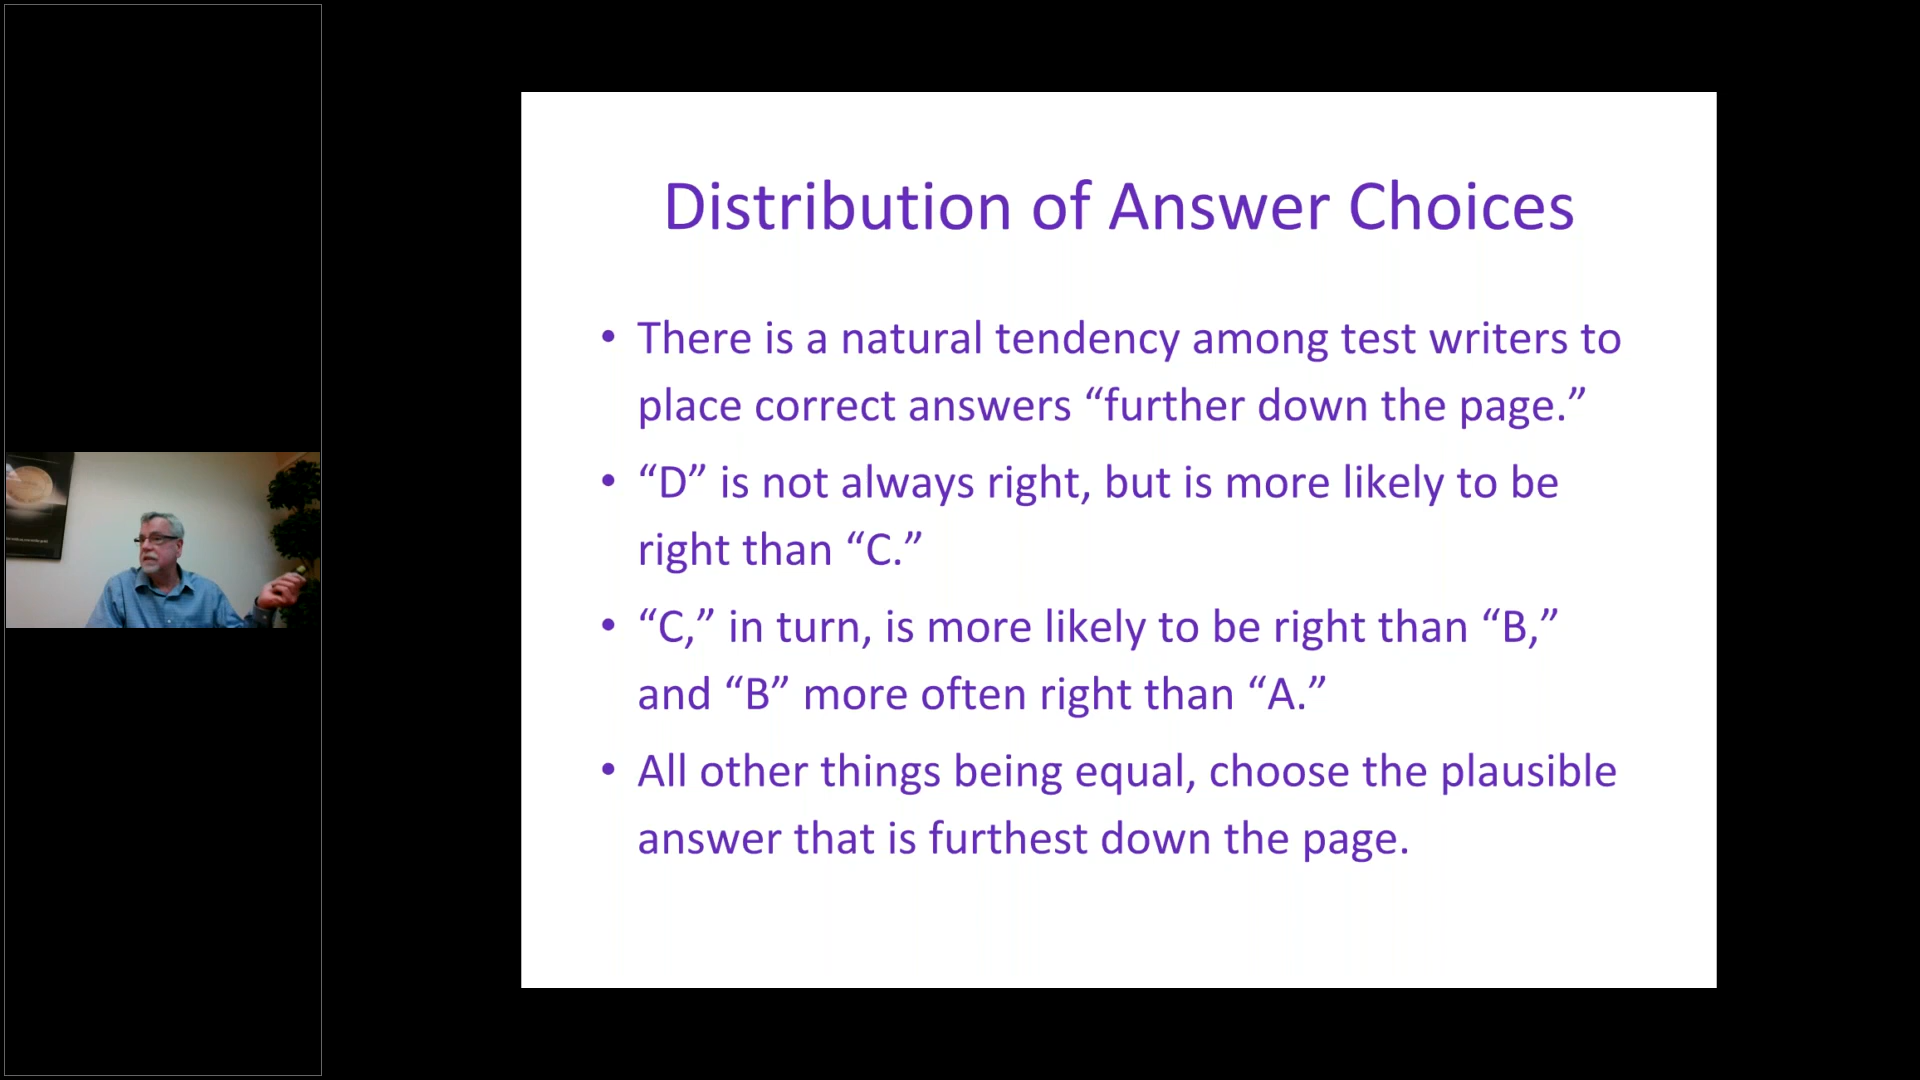 Distribution of Answer Choices
• There is a natural tendency among test writers to
place correct answers “further down the page.”
• “D” is not always right, but is more likely to be
right than “C.”
• “C,” in turn, is more likely to be right than “B,”
and “B” more often right than “A.”
• All other things being equal, choose the plausible
answer that is furthest down the page.